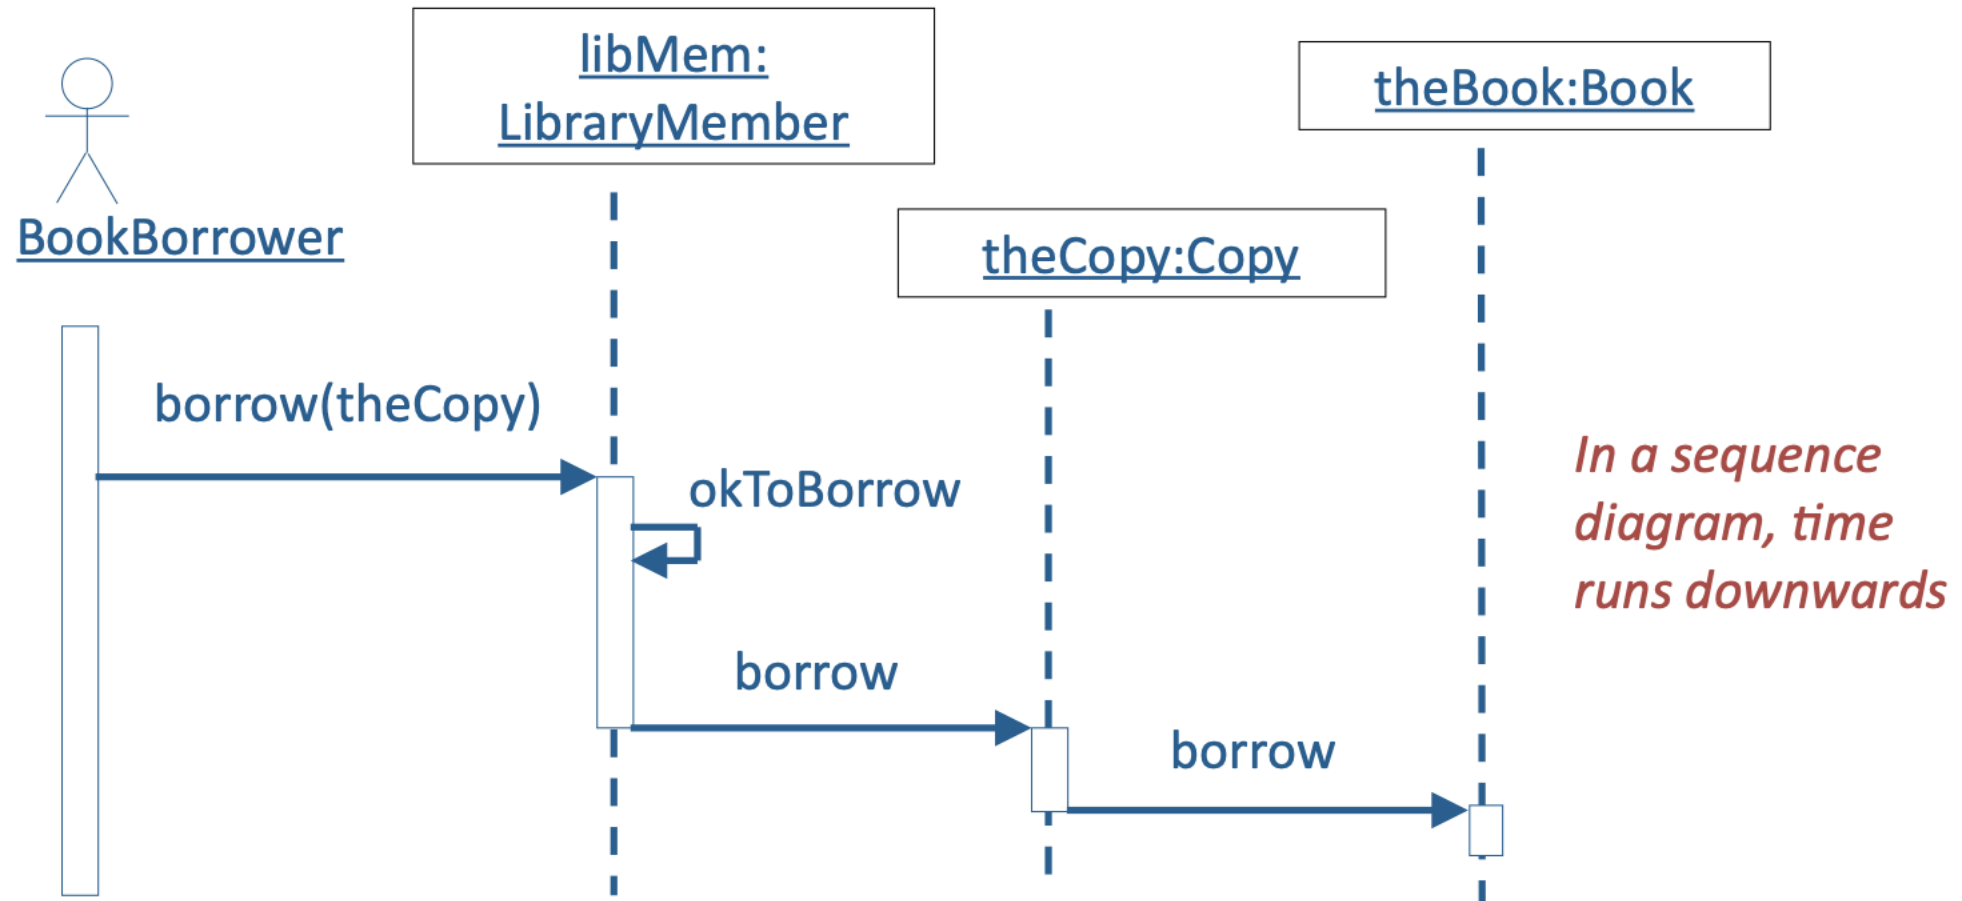 libMem:
LibraryMember
theBook:Book
BookBorrower
theCopy:Copy
borrow(theCopy)
okToBorrow
borrow
borrow
In a sequence
diagram, time
runs downwards